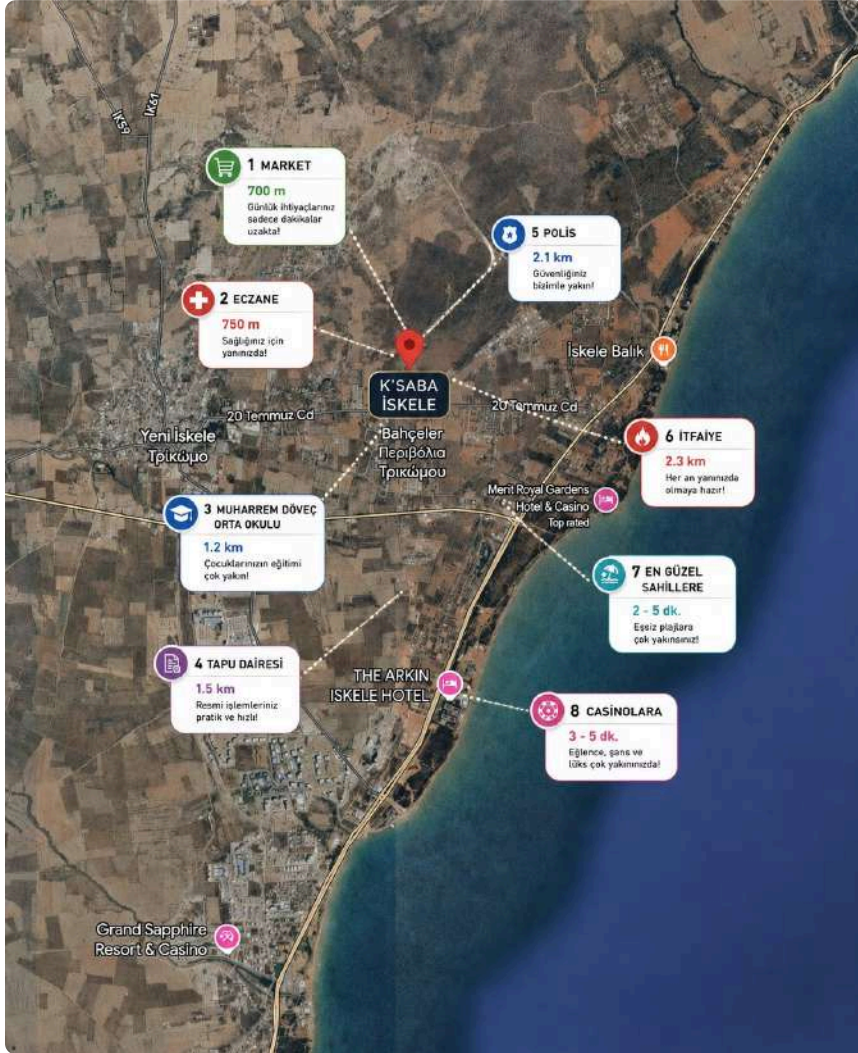 İK59
İK61
1 MARKET
700 m
Günlük ihtiyaçlarınız
sadece dakikalar
uzakta!
5 POLİS
2.1 km
Güvenliğiniz
bizimle yakın!
2 ECZANE
750 m
Sağlığınız için
yanınızda!
İskele Balık
K'SABA
İSKELE
20 Temmuz Cd
20 Temmuz Cd
Yeni İskele
Τρίκωμο
Bahçeler
Περιβόλια
Τρικώμου
6 İTFAİYE
2.3 km
Her an yanınızda
olmaya hazır!
Merit Royal Gardens
Hotel & Casino
Top rated
3 MUHARREM DÖVEÇ
ORTA OKULU
1.2 km
Çocuklarınızın eğitimi
çok yakın!
7 EN GÜZEL
SAHİLLERE
2 - 5 dk.
Eşsiz plajlara
çok yakınsınız!
4 TAPU DAİRESİ
1.5 km
Resmi işlemleriniz
pratik ve hızlı!
THE ARKIN
ISKELE HOTEL
8 CASİNOLARA
3 - 5 dk.
Eğlence, şans ve
lüks çok yakınınızda!
Grand Sapphire
Resort & Casino